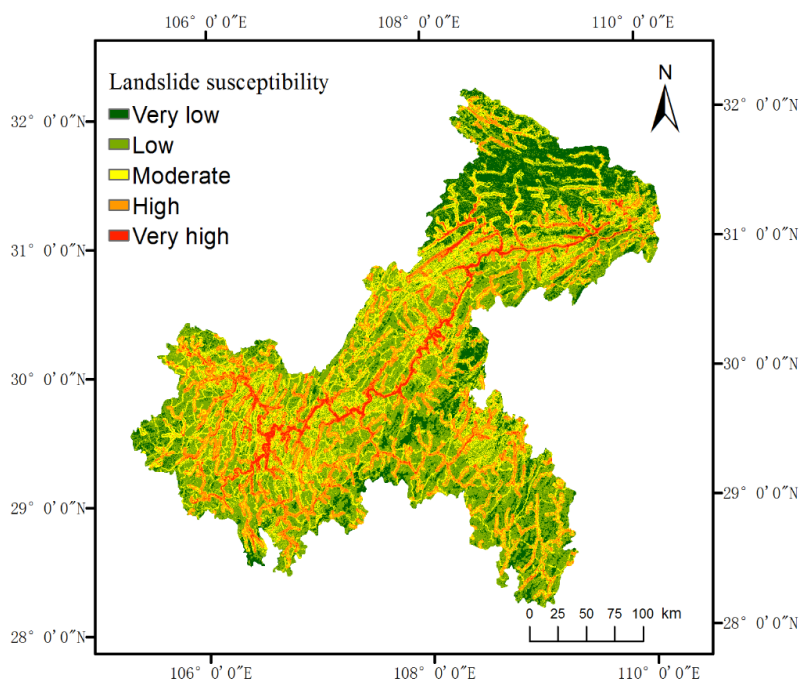 106° 0′0″E 108° 0′0″E 110° 0′0″E
Landslide susceptibility
Very low
Low
Moderate
High
Very high
N
32° 0′0″N 32° 0′0″N
31° 0′0″N 31° 0′0″N
30° 0′0″N 30° 0′0″N
29° 0′0″N 29° 0′0″N
28° 0′0″N 28° 0′0″N
0 25 50 75 100 km
106° 0′0″E 108° 0′0″E 110° 0′0″E